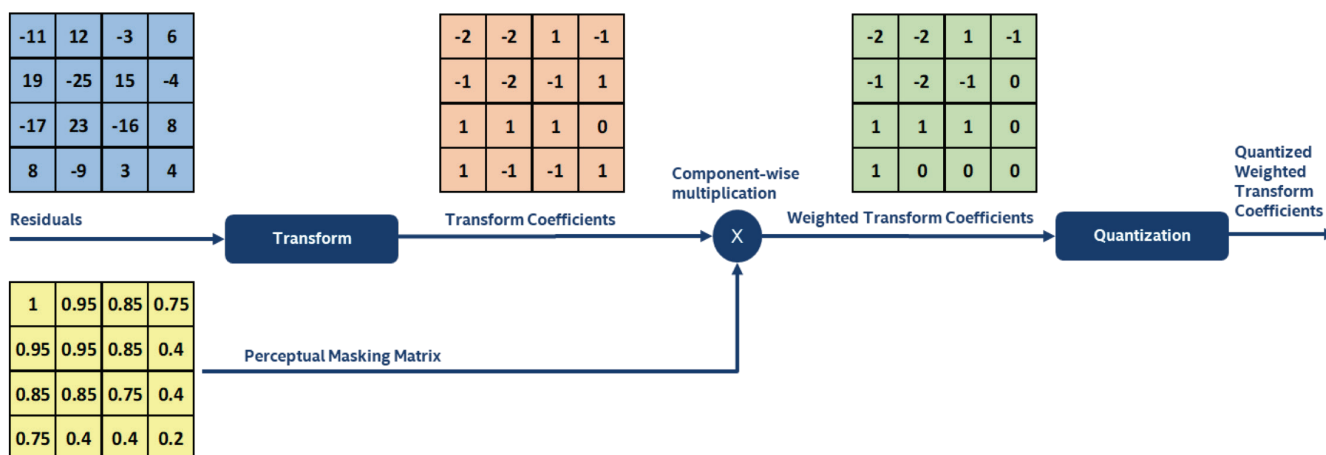 -11 12 -3 6
19 -25 15 -4
-17 23 -16 8
8 -9 3 4
-2 -2 1 -1
-1 -2 -1 1
1 1 1 0
1 -1 -1 1
-2 -2 1 -1
-1 -2 -1 0
1 1 1 0
1 0 0 0
Residuals
Transform
Transform Coefficients
Component-wise
multiplication
X
Weighted Transform Coefficients
Quantization
Quantized
Weighted
Transform
Coefficients
1 0.95 0.85 0.75
0.95 0.95 0.85 0.4
0.85 0.85 0.75 0.4
0.75 0.4 0.4 0.2
Perceptual Masking Matrix